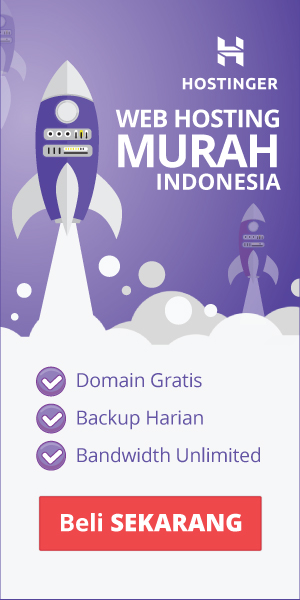 HOSTINGER
WEB HOSTING
MURAH
INDONESIA
Domain Gratis
Backup Harian
Bandwidth Unlimited
Beli SEKARANG